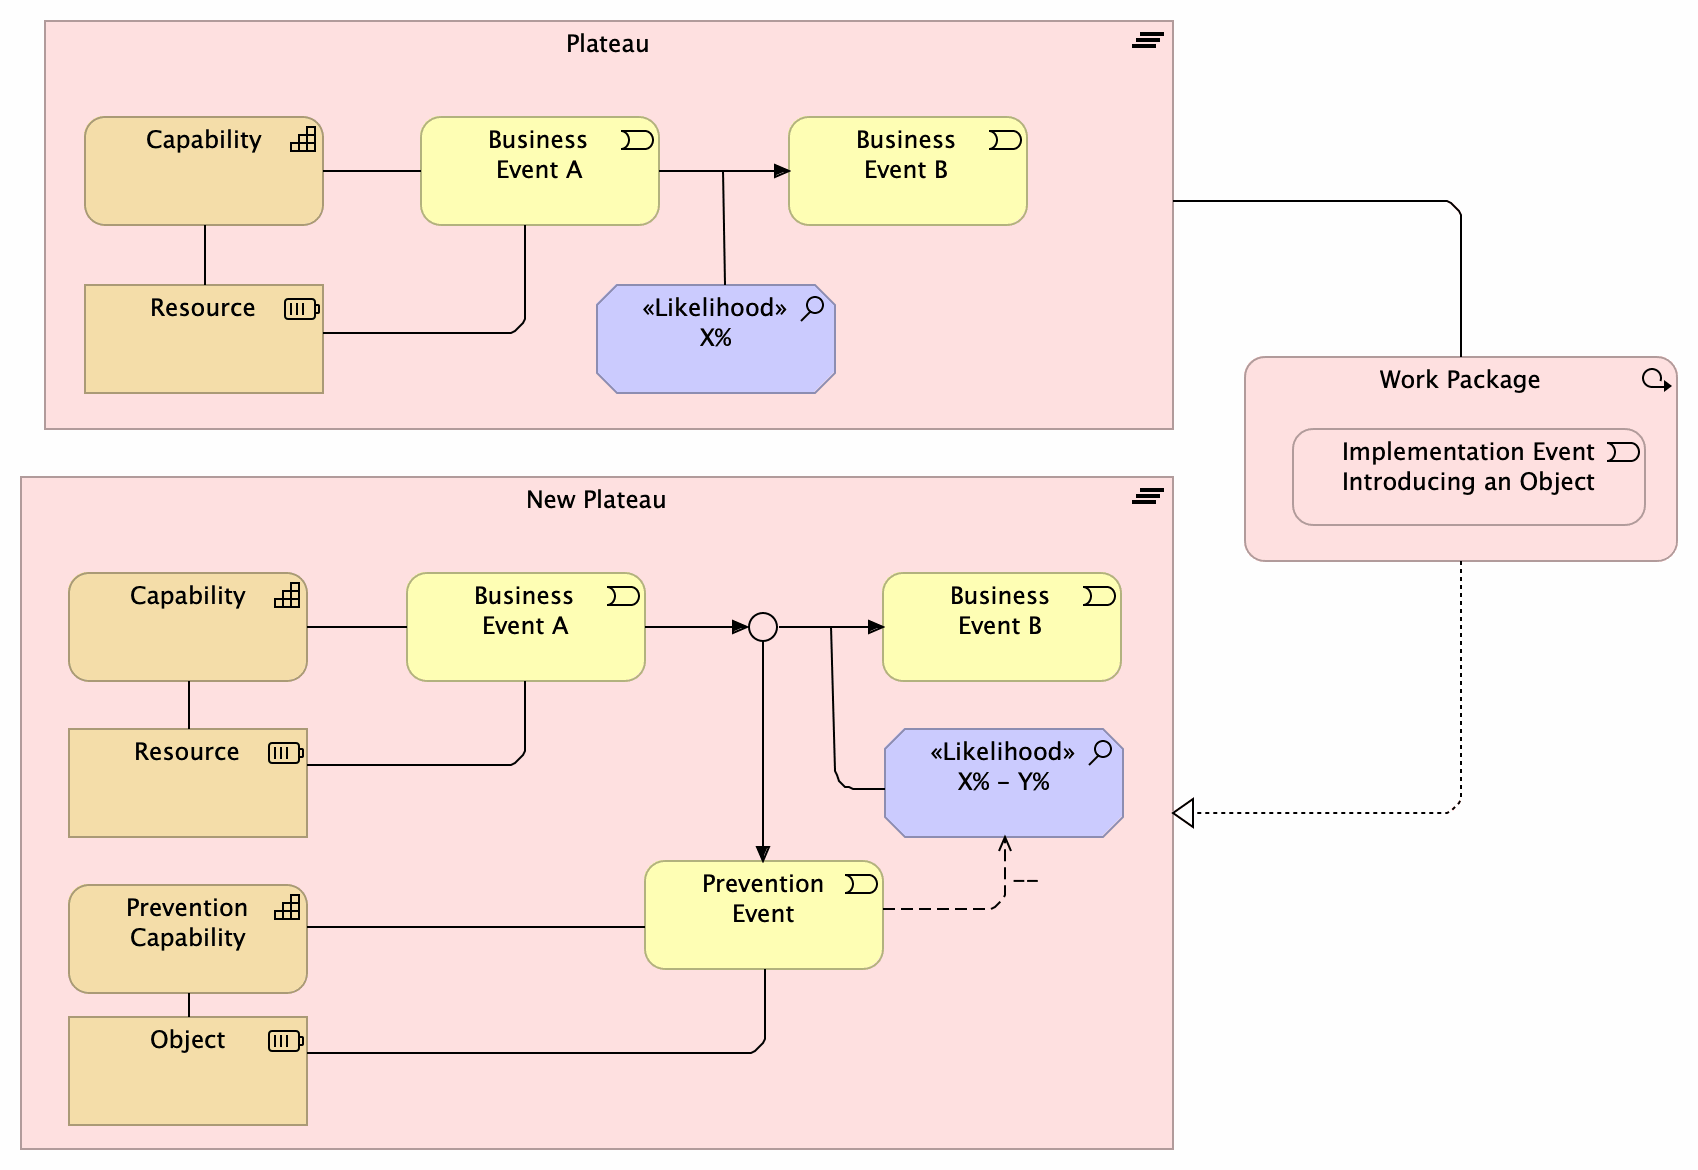 Plateau
Capability
Business
Event A
Business
Event B
Resource
«Likelihood»
X%
Work Package
Implementation Event
Introducing an Object
New Plateau
Capability
Business
Event A
Business
Event B
Resource
«Likelihood»
X% – Y%
Prevention
Event
--
Prevention
Capability
Object